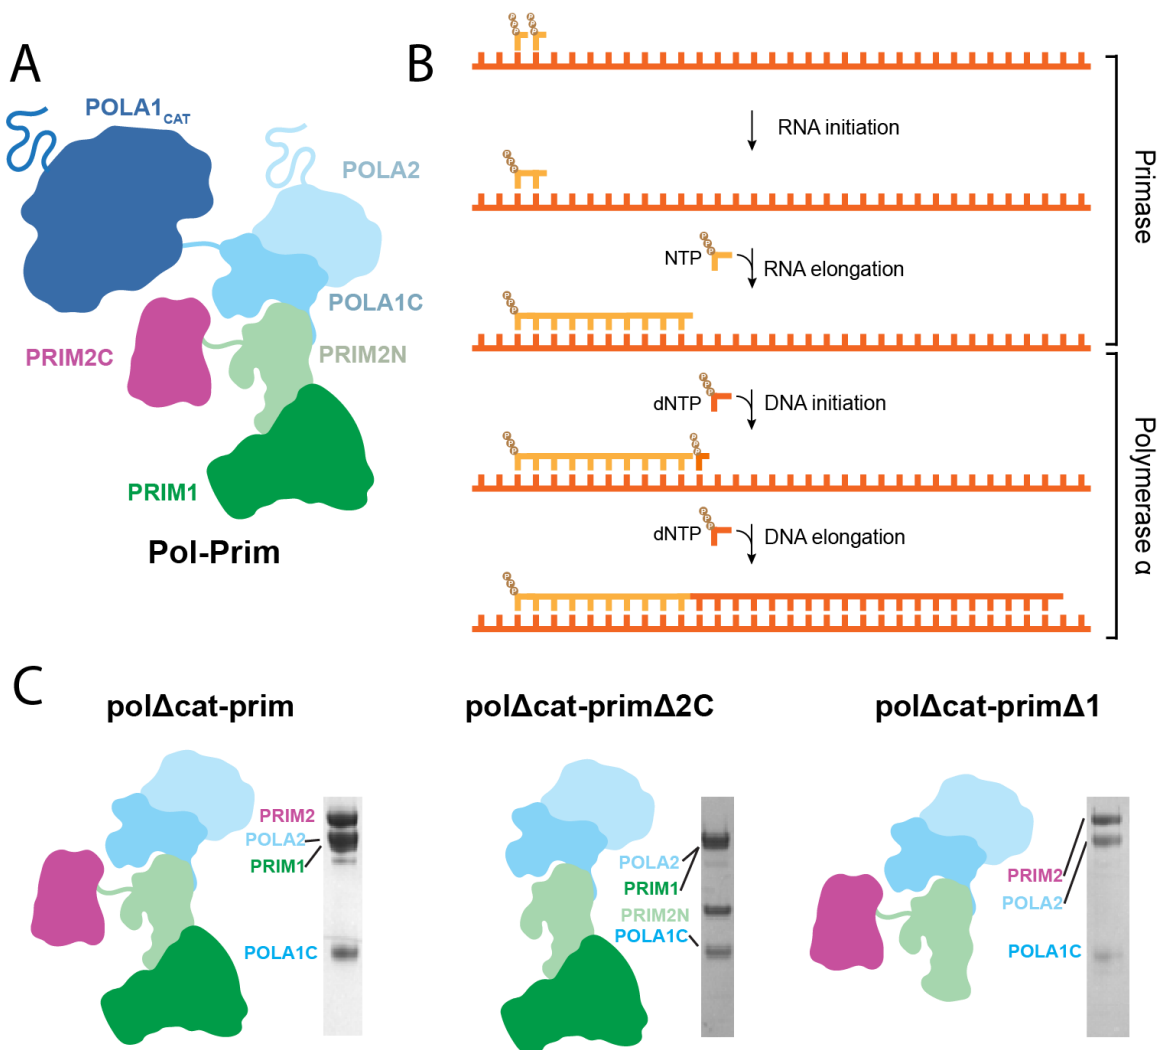 A
POLA1CAT
POLA2
POLA1C
PRIM2C
PRIM2N
PRIM1
Pol-Prim
B
P P P P P P
RNA initiation
P P P
NTP
P P P
RNA elongation
P P P
Primase
dNTP
P P P
DNA initiation
P P P P P P
dNTP
P P P
DNA elongation
P P P
Polymerase α
C
polΔcat-prim
PRIM2
POLA2
PRIM1
POLA1C
polΔcat-primΔ2C
POLA2
PRIM1
PRIM2N
POLA1C
polΔcat-primΔ1
PRIM2
POLA2
POLA1C